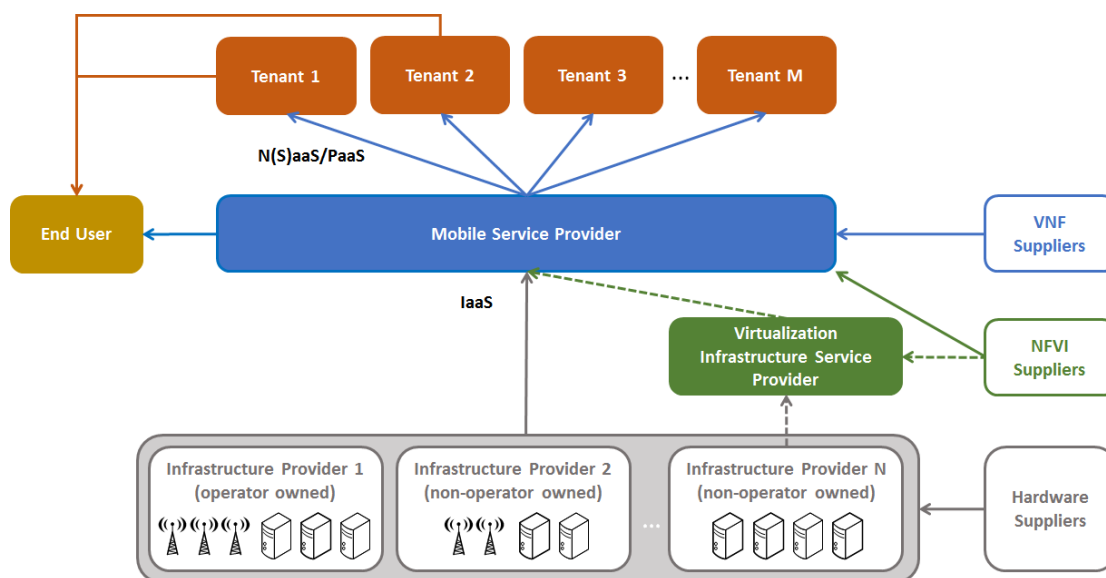 Tenant 1
Tenant 2
Tenant 3
...
Tenant M
N(S)aaS/PaaS
End User
Mobile Service Provider
VNF
Suppliers
IaaS
Virtualization
Infrastructure Service
Provider
NFVI
Suppliers
Infrastructure Provider 1
(operator owned)
Infrastructure Provider 2
(non-operator owned)
...
Infrastructure Provider N
(non-operator owned)
Hardware
Suppliers